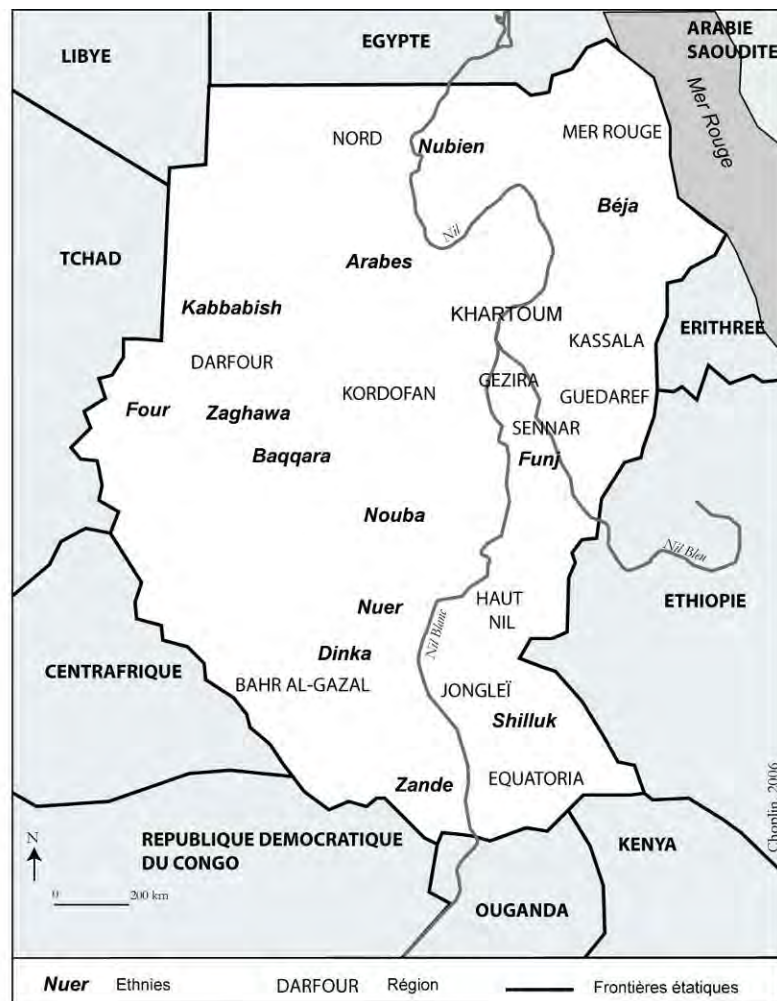 LIBYE
EGYPTE
ARABIE
SAOUDITE
Mer Rouge
NORD
Nubien
MER ROUGE
Béja
TCHAD
Nil
Arabes
Kabbabish
KHARTOUM
ERITHREE
KASSALA
DARFOUR
KORDOFAN
GEZIRA
GUEDAREF
Four
Zaghawa
SENNAR
Baqqara
Funj
Nouba
Nil Bleu
ETHIOPIE
Nuer
HAUT
NIL
Nil Blanc
Dinka
CENTRAFRIQUE
BAHR AL-GAZAL
JONGLEÏ
Shilluk
Zande
EQUATORIA
Choplin, 2006
N
REPUBLIQUE DEMOCRATIQUE
DU CONGO
KENYA
0 200 km
OUGANDA
Nuer Ethnies DARFOUR Région Frontières étatiques